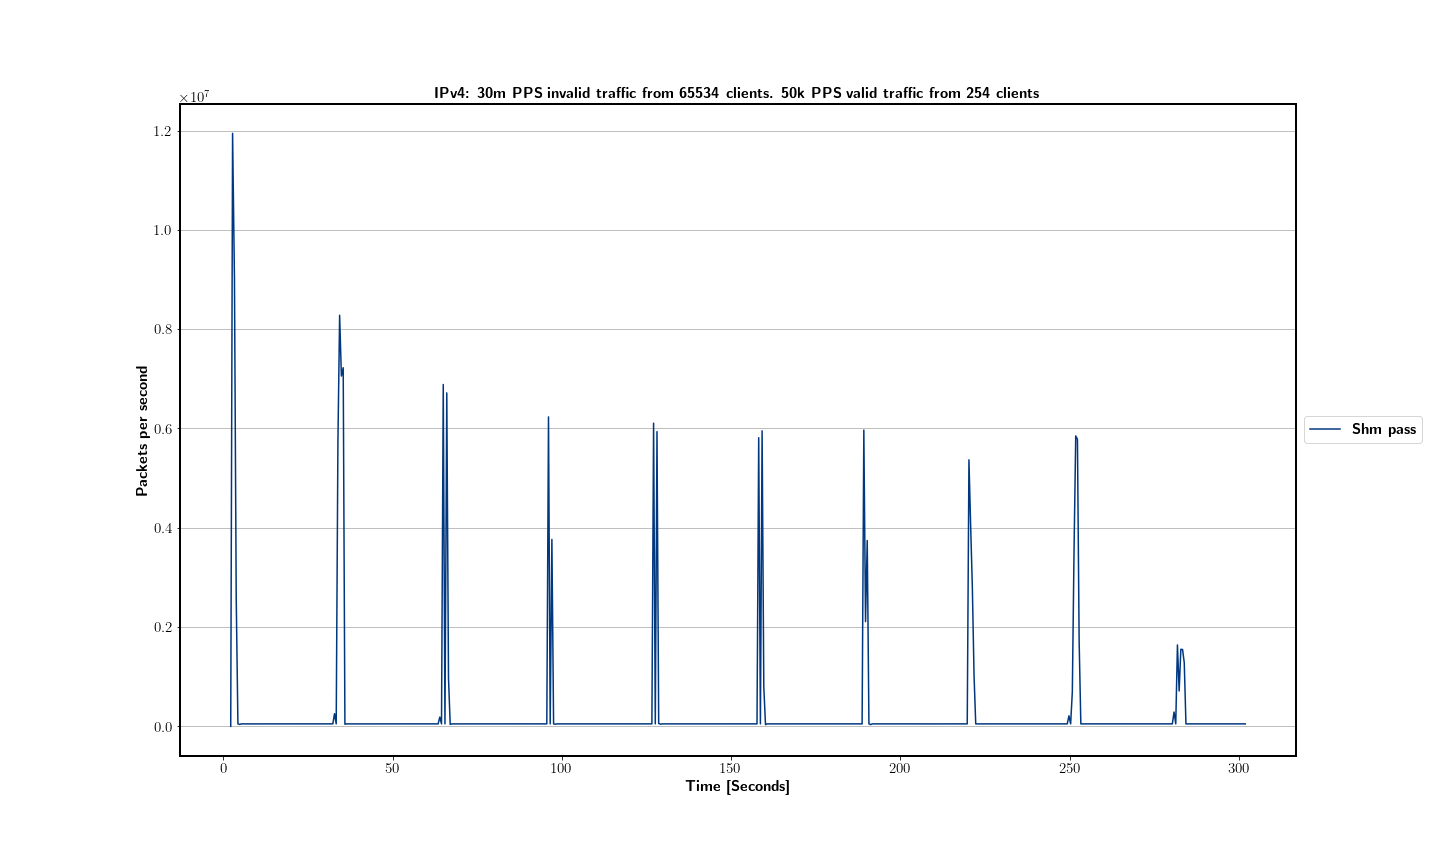 IPv4: 30m PPS invalid traffic from 65534 clients. 50k PPS valid traffic from 254 clients
×10⁷
1.2
1.0
0.8
0.6
0.4
0.2
0.0
Packets per second
0 50 100 150 200 250 300
Time [Seconds]
Shm pass